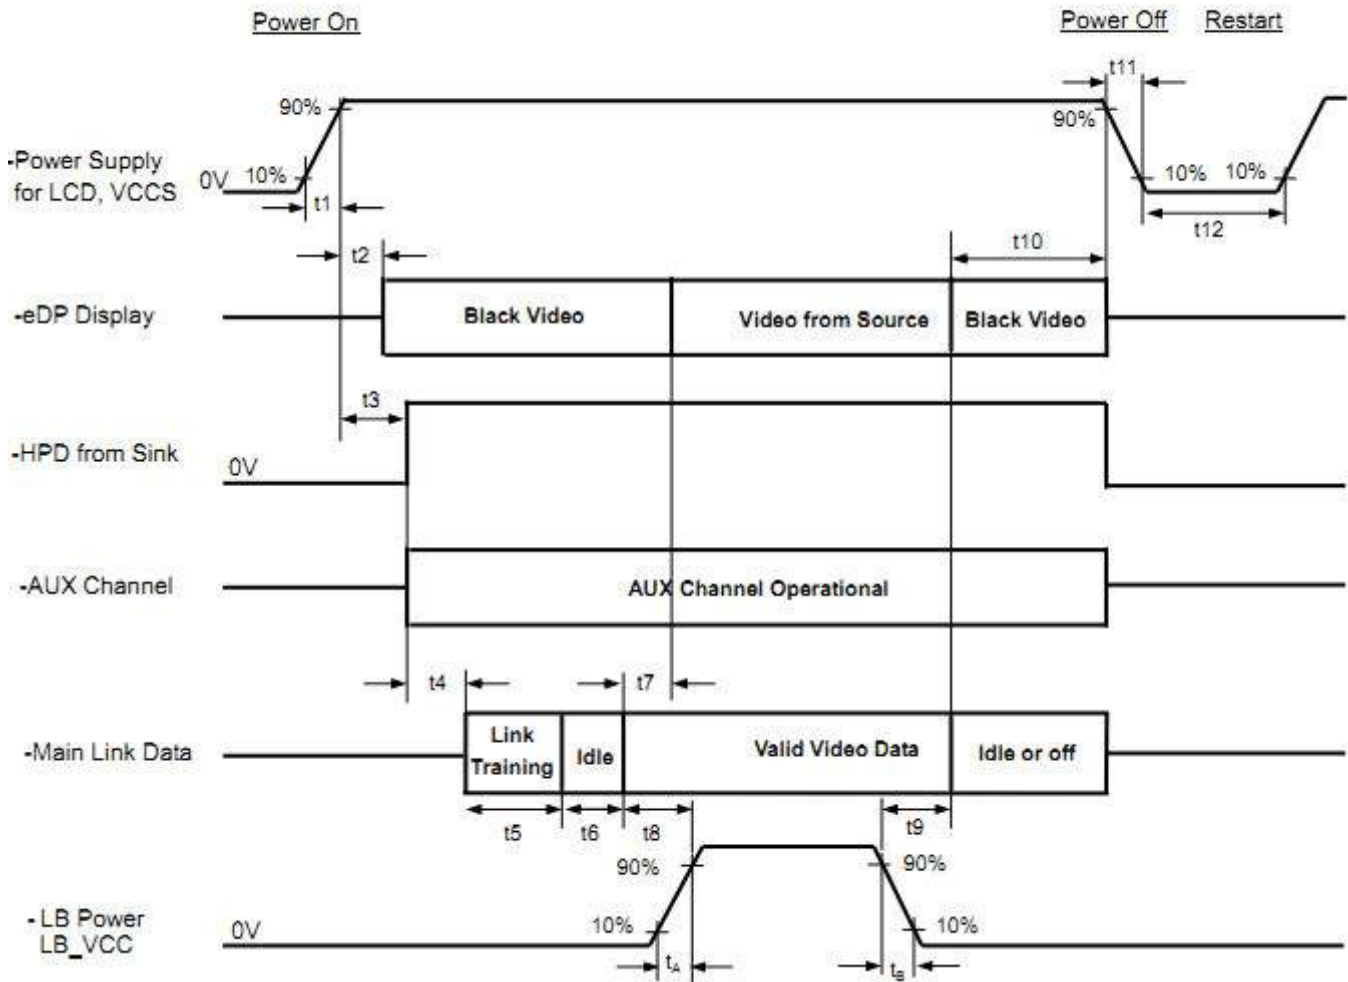 Power On
Power Off
Restart
t11
90%
90%
-Power Supply
for LCD, VCCS
0V
10%
10%
10%
t1
t12
t2
t10
-eDP Display
Black Video
Video from Source
Black Video
t3
-HPD from Sink
0V
-AUX Channel
AUX Channel Operational
t4
t7
-Main Link Data
Link
Training
Idle
Valid Video Data
Idle or off
t5
t6
t8
t9
90%
90%
- LB Power
LB_VCC
0V
10%
10%
tA
tB